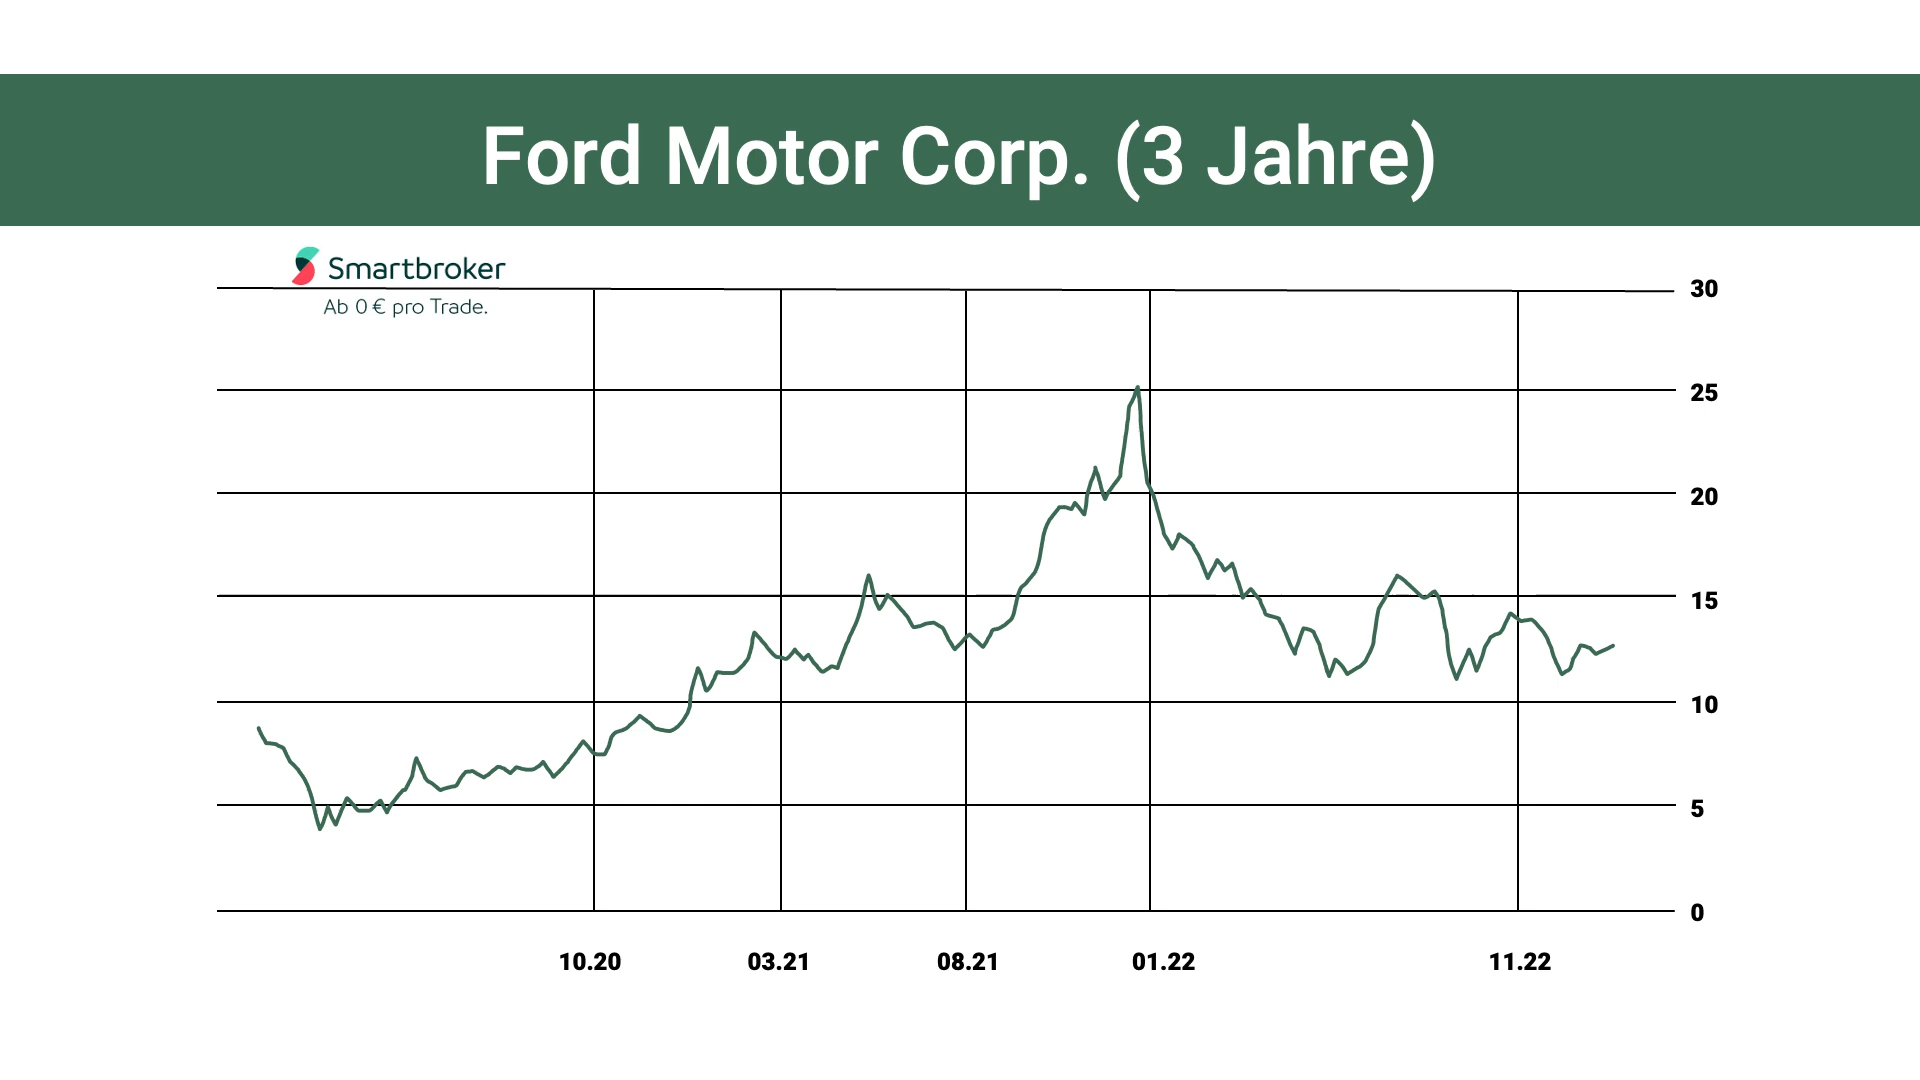 Ford Motor Corp. (3 Jahre)
Smartbroker
Ab 0 € pro Trade.
30
25
20
15
10
5
0
10.20 03.21 08.21 01.22 11.22